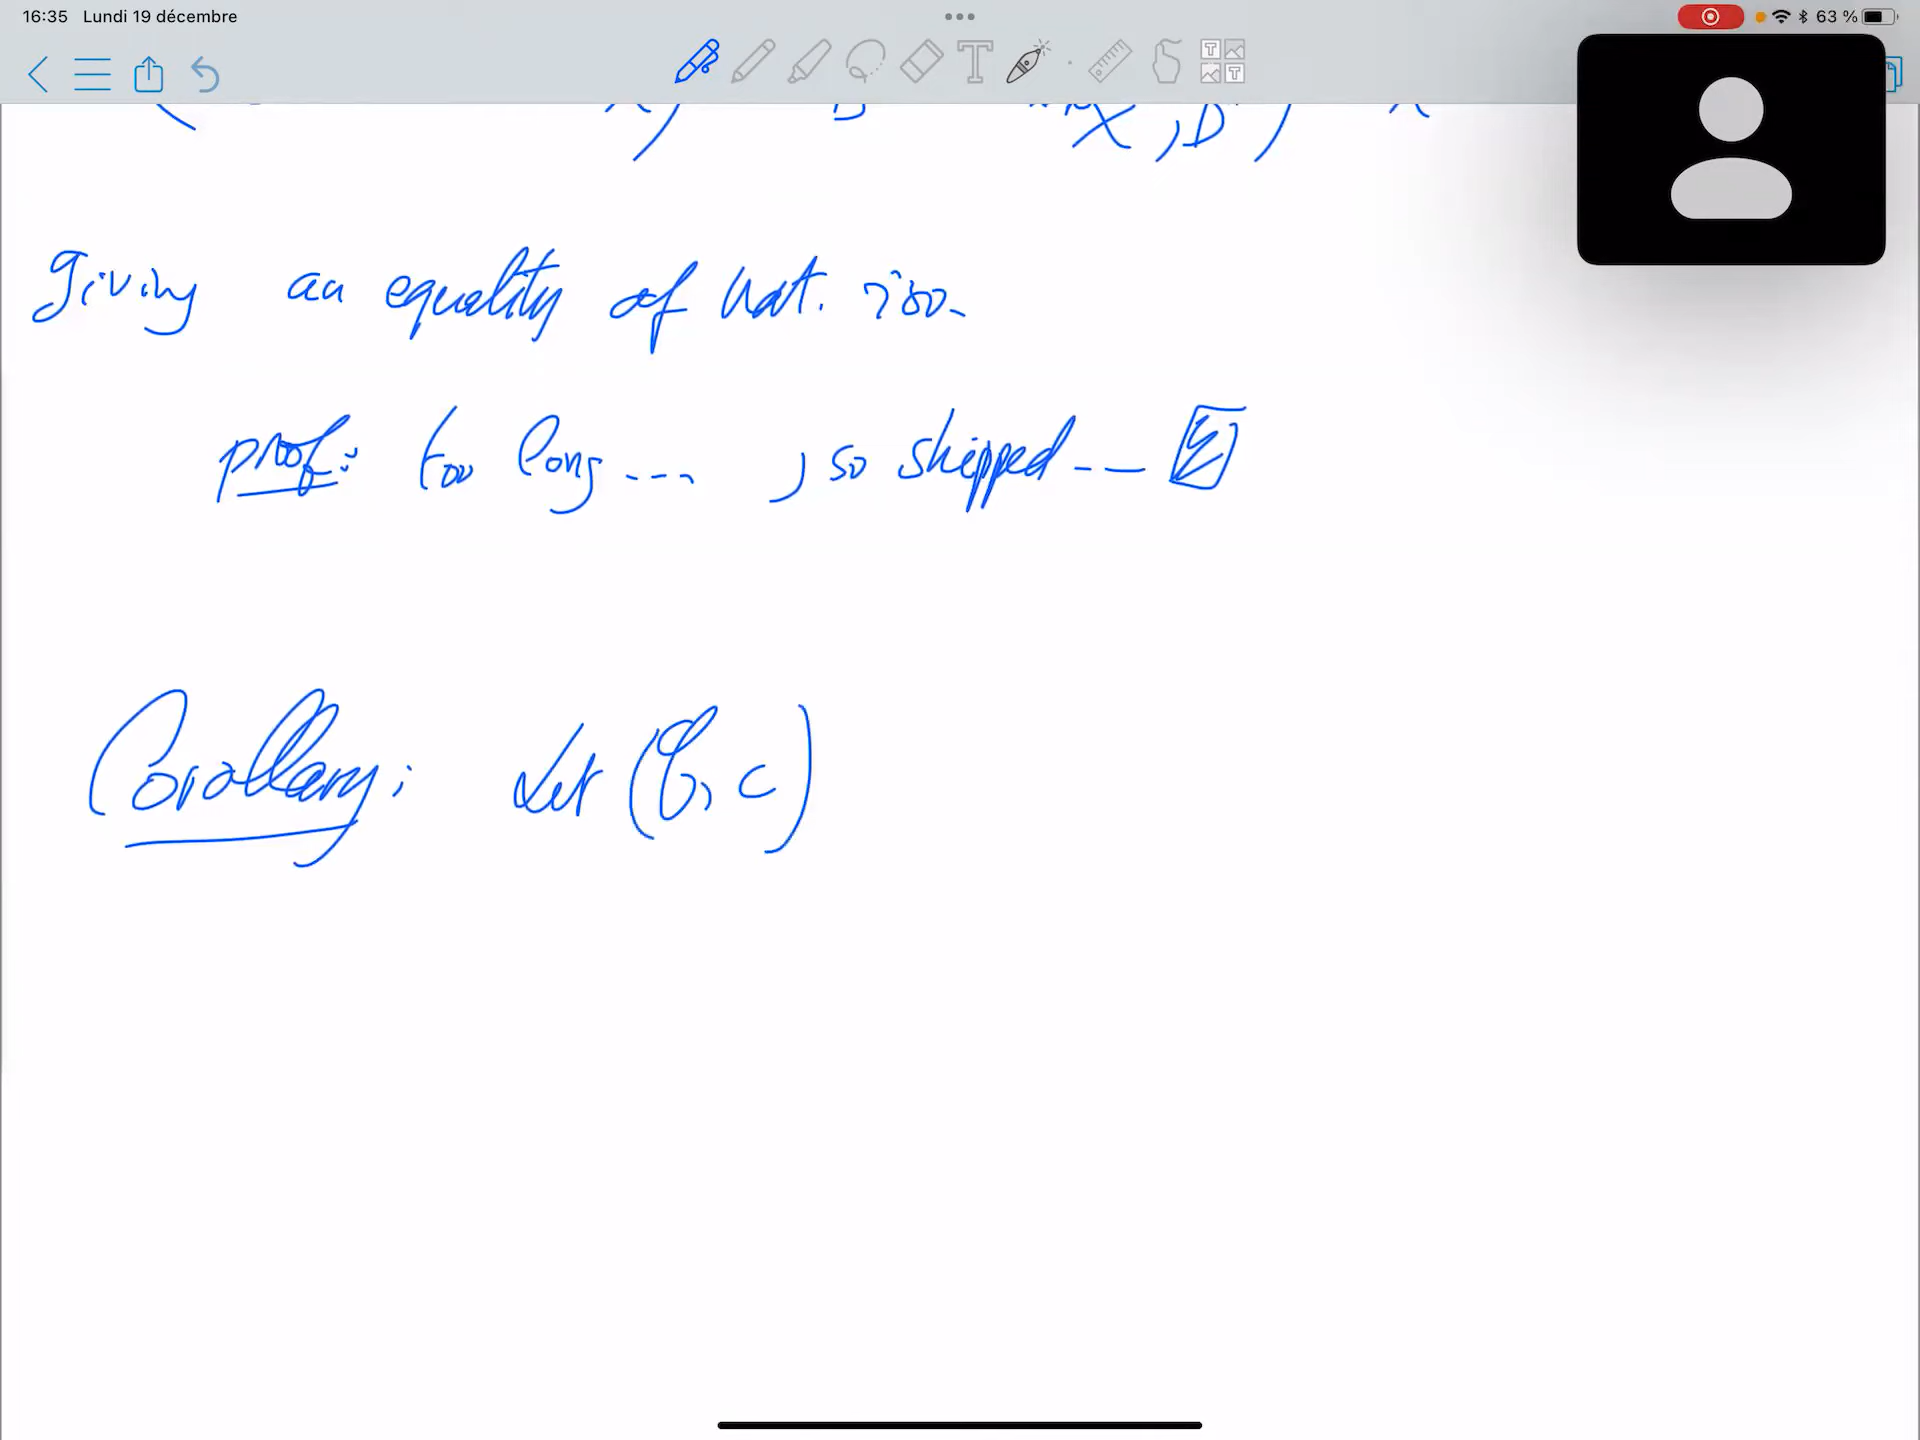 16:35 Lundi 19 décembre
63 %
X , D )
giving an equality of nat. iso.
proof: too long... , so skipped--
Corollary: Let (C, c)